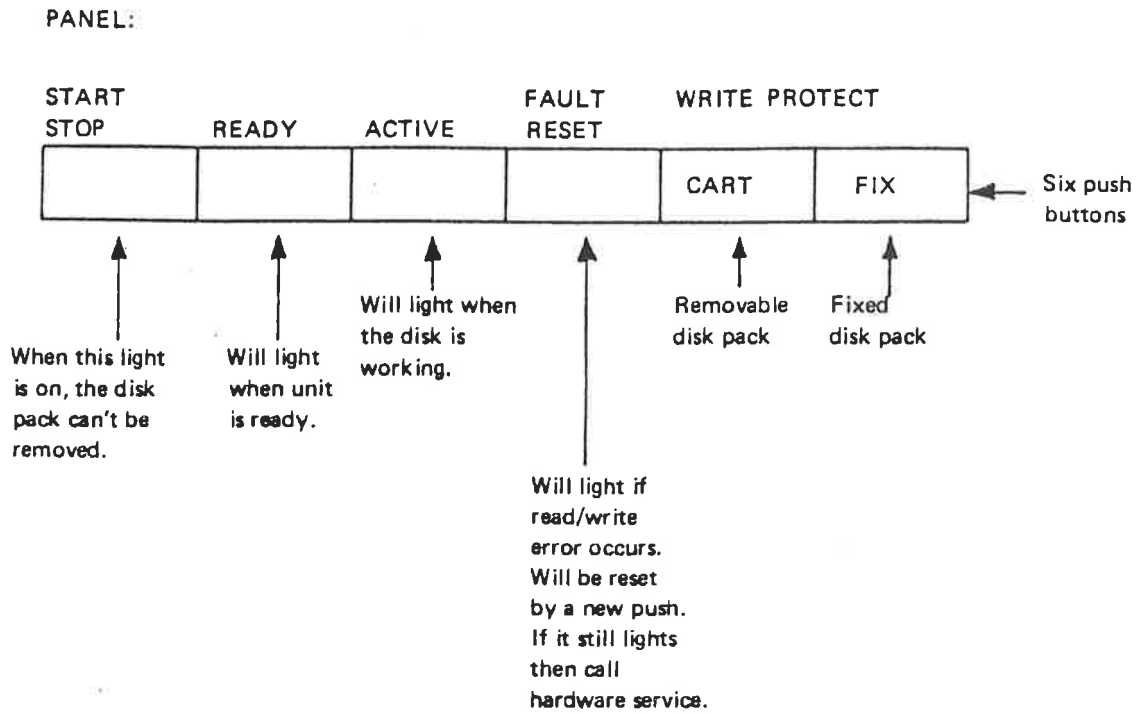 PANEL:
START
STOP
READY
ACTIVE
FAULT
RESET
WRITE PROTECT
CART
FIX
Six push
buttons
When this light
is on, the disk
pack can't be
removed.
Will light
when unit
is ready.
Will light when
the disk is
working.
Will light if
read/write
error occurs.
Will be reset
by a new push.
If it still lights
then call
hardware service.
Removable
disk pack
Fixed
disk pack